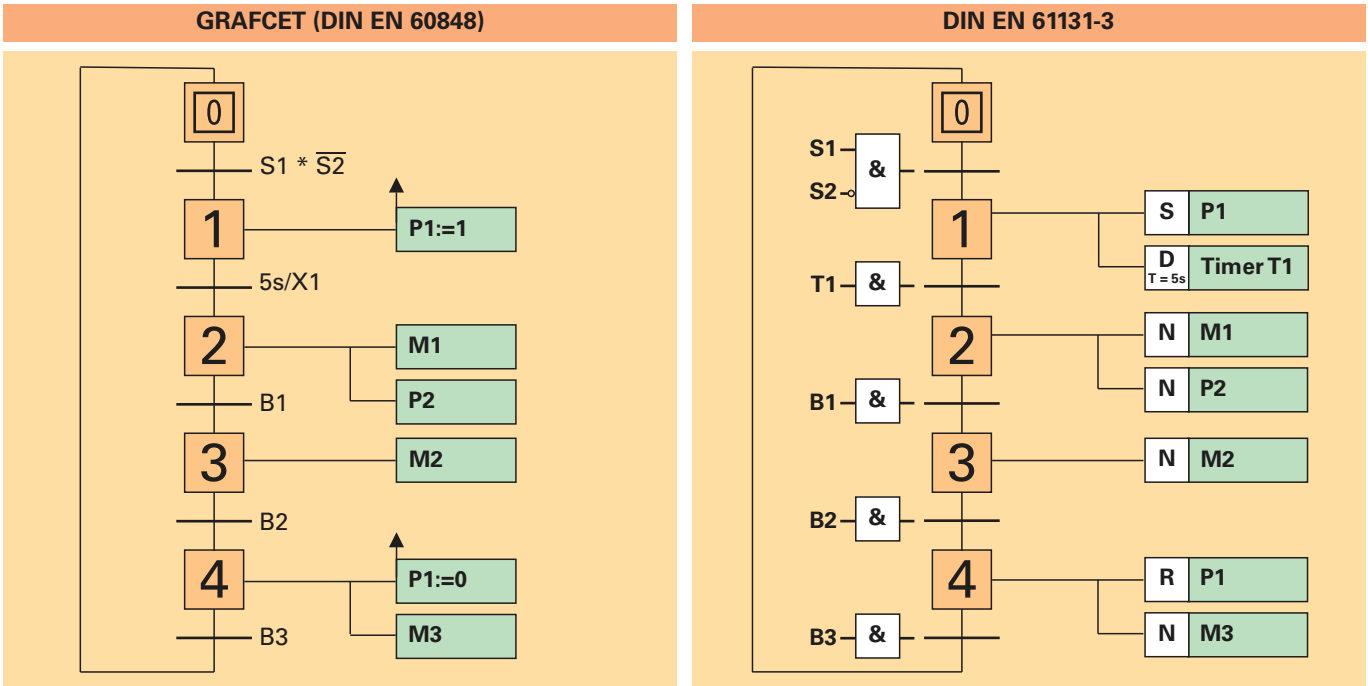 GRAFCET (DIN EN 60848)
0
S1 * S̅2̅
1
P1:=1
5s/X1
2
M1
P2
B1
3
M2
B2
4
P1:=0
M3
B3
DIN EN 61131-3
0
S1
&
S2
1
S P1
D
T = 5s
Timer T1
T1 &
2
N M1
N P2
B1 &
3
N M2
B2 &
4
R P1
N M3
B3 &